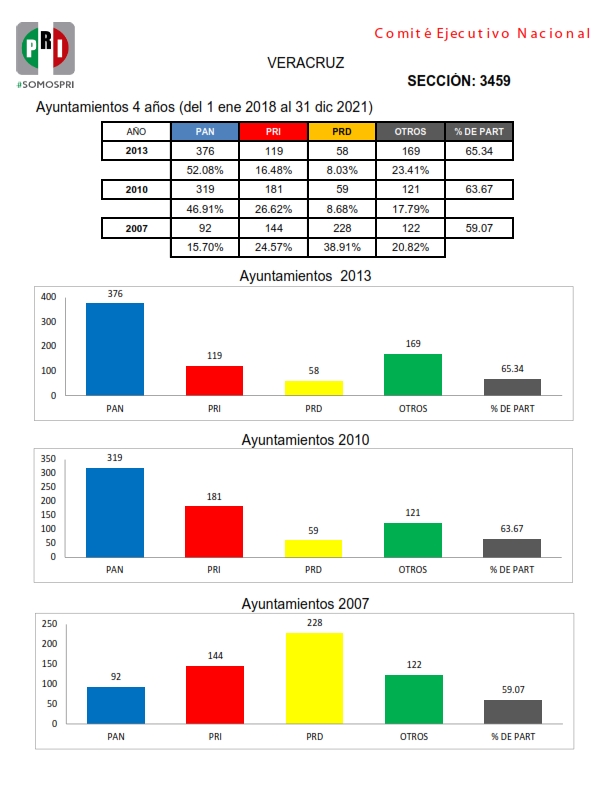 Comité Ejecutivo Nacional
PRI
#SOMOSPRI
VERACRUZ
SECCIÓN: 3459
Ayuntamientos 4 años (del 1 ene 2018 al 31 dic 2021)
AÑO PAN PRI PRD OTROS % DE PART
2013 376 119 58 169 65.34
52.08% 16.48% 8.03% 23.41%
2010 319 181 59 121 63.67
46.91% 26.62% 8.68% 17.79%
2007 92 144 228 122 59.07
15.70% 24.57% 38.91% 20.82%
Ayuntamientos 2013
400
300
200
100
0
376
119
58
169
65.34
PAN PRI PRD OTROS % DE PART
Ayuntamientos 2010
350
300
250
200
150
100
50
0
319
181
59
121
63.67
PAN PRI PRD OTROS % DE PART
Ayuntamientos 2007
250
200
150
100
50
0
92
144
228
122
59.07
PAN PRI PRD OTROS % DE PART